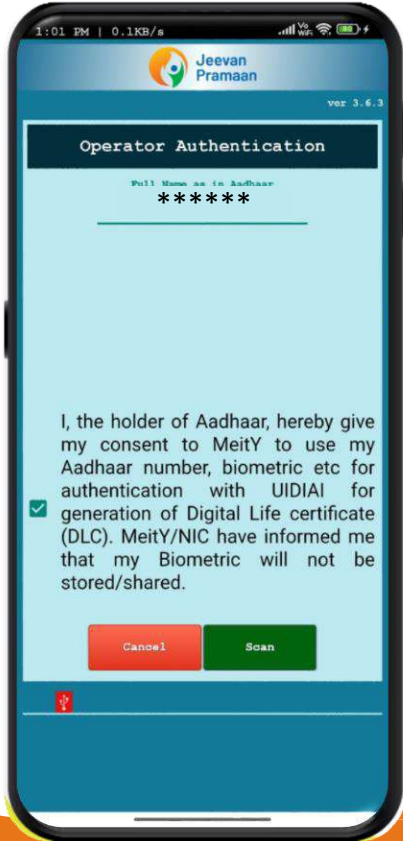 1:01 PM | 0.1KB/s
Vo
WiFi
Jeevan
Pramaan
ver 3.6.3
Operator Authentication
Full Name as in Aadhaar
******
I, the holder of Aadhaar, hereby give
my consent to MeitY to use my
Aadhaar number, biometric etc for
authentication with UIDIAI for
generation of Digital Life certificate
(DLC). MeitY/NIC have informed me
that my Biometric will not be
stored/shared.
Cancel
Scan